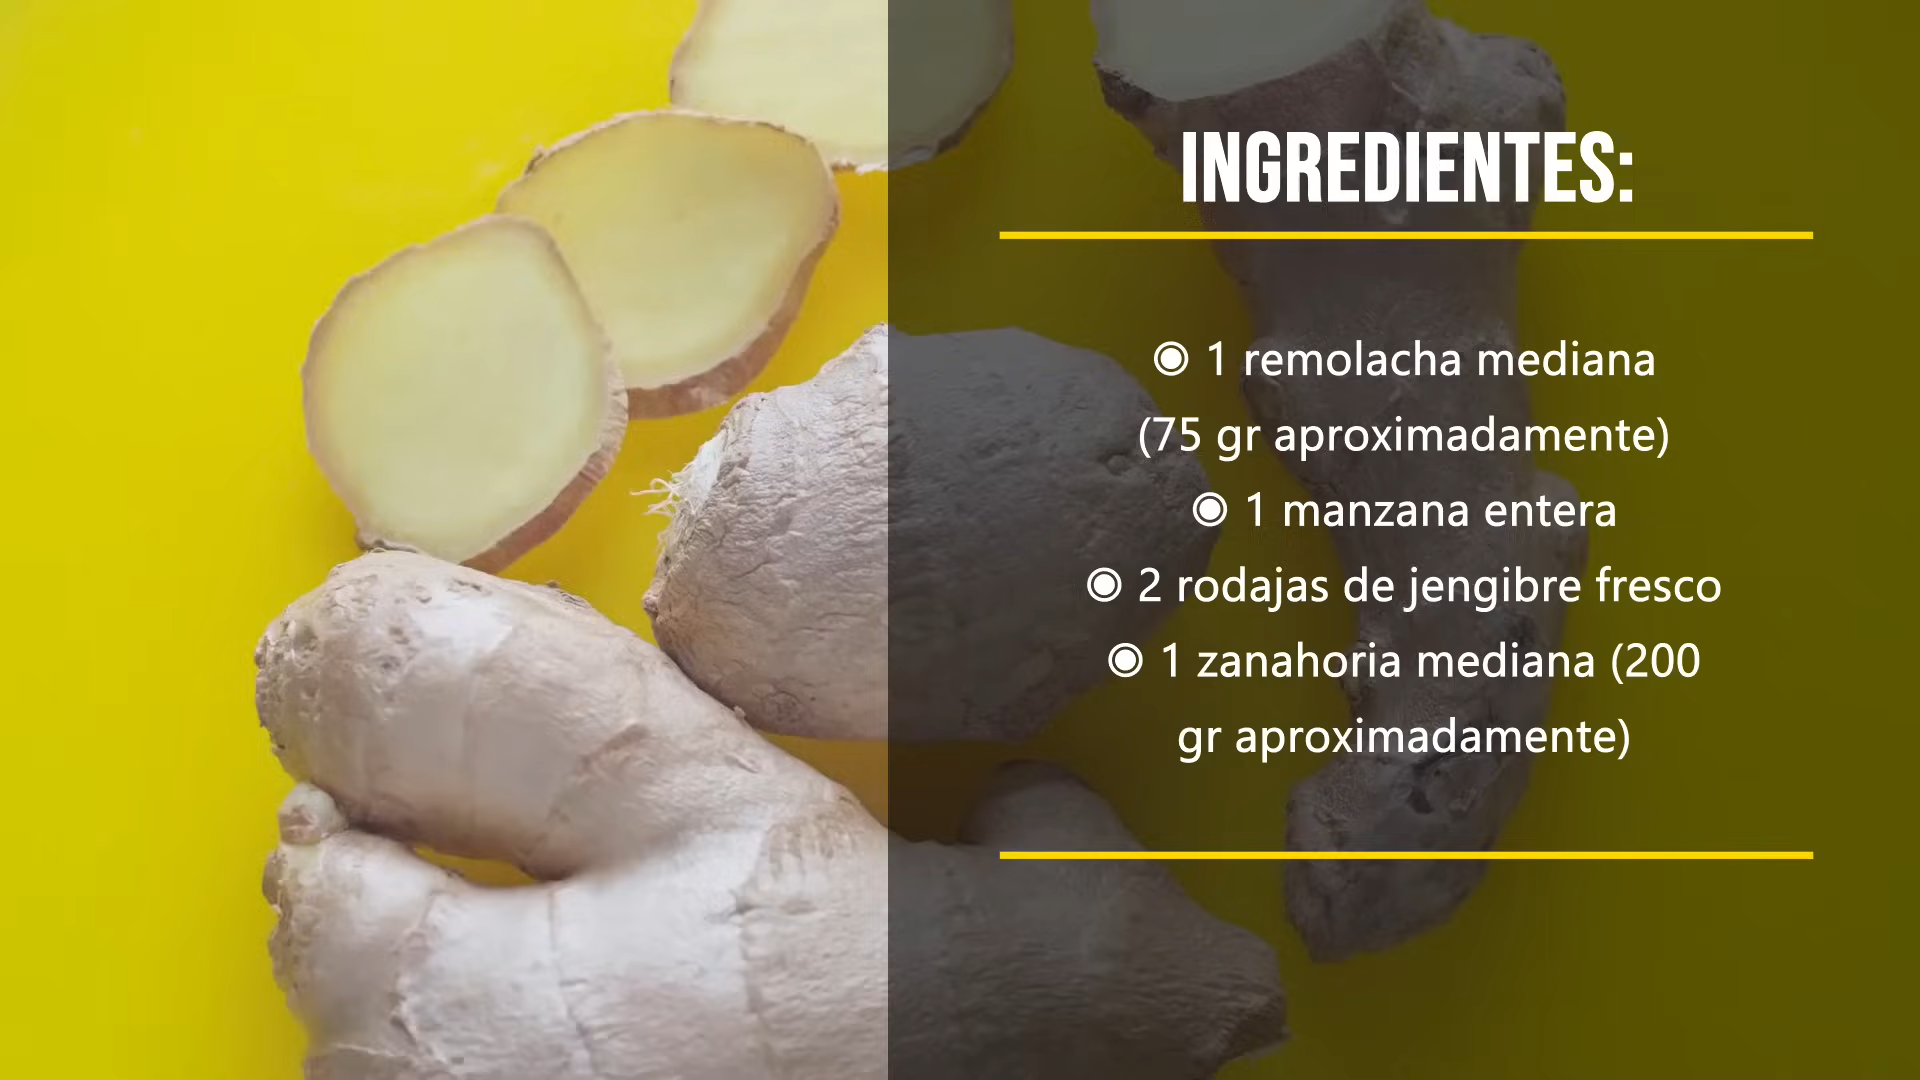 INGREDIENTES:
◉ 1 remolacha mediana
(75 gr aproximadamente)
◉ 1 manzana entera
◉ 2 rodajas de jengibre fresco
◉ 1 zanahoria mediana (200
gr aproximadamente)